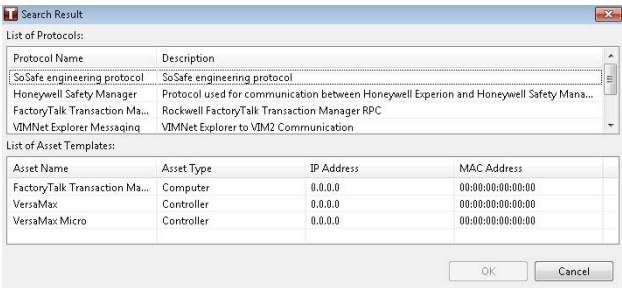 Search Result
List of Protocols:
Protocol Name Description
SoSafe engineering protocol SoSafe engineering protocol
Honeywell Safety Manager Protocol used for communication between Honeywell Experion and Honeywell Safety Mana...
FactoryTalk Transaction Ma... Rockwell FactoryTalk Transaction Manager RPC
VIMNet Explorer Messaging VIMNet Explorer to VIM2 Communication
List of Asset Templates:
Asset Name Asset Type IP Address MAC Address
FactoryTalk Transaction Ma... Computer 0.0.0.0 00:00:00:00:00:00
VersaMax Controller 0.0.0.0 00:00:00:00:00:00
VersaMax Micro Controller 0.0.0.0 00:00:00:00:00:00
OK Cancel